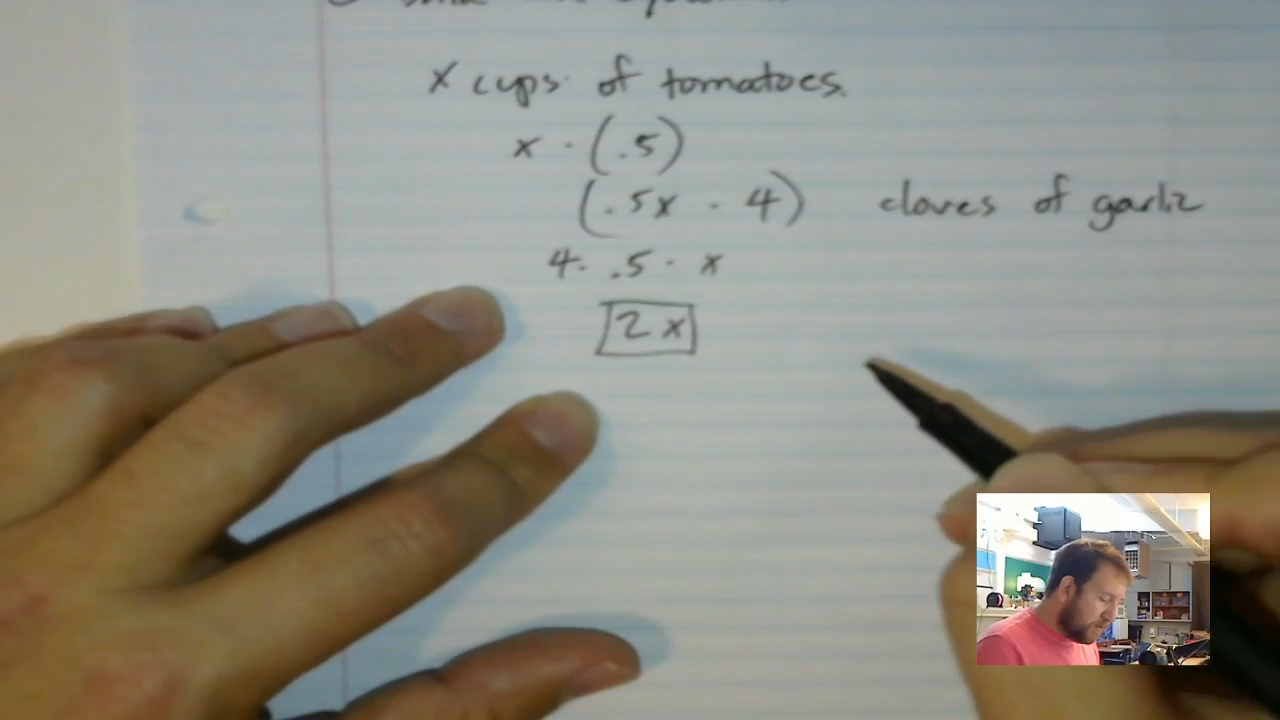 x cups of tomatoes.
x · (.5)
(.5x · 4) cloves of garlic
4 · .5 · x
2x